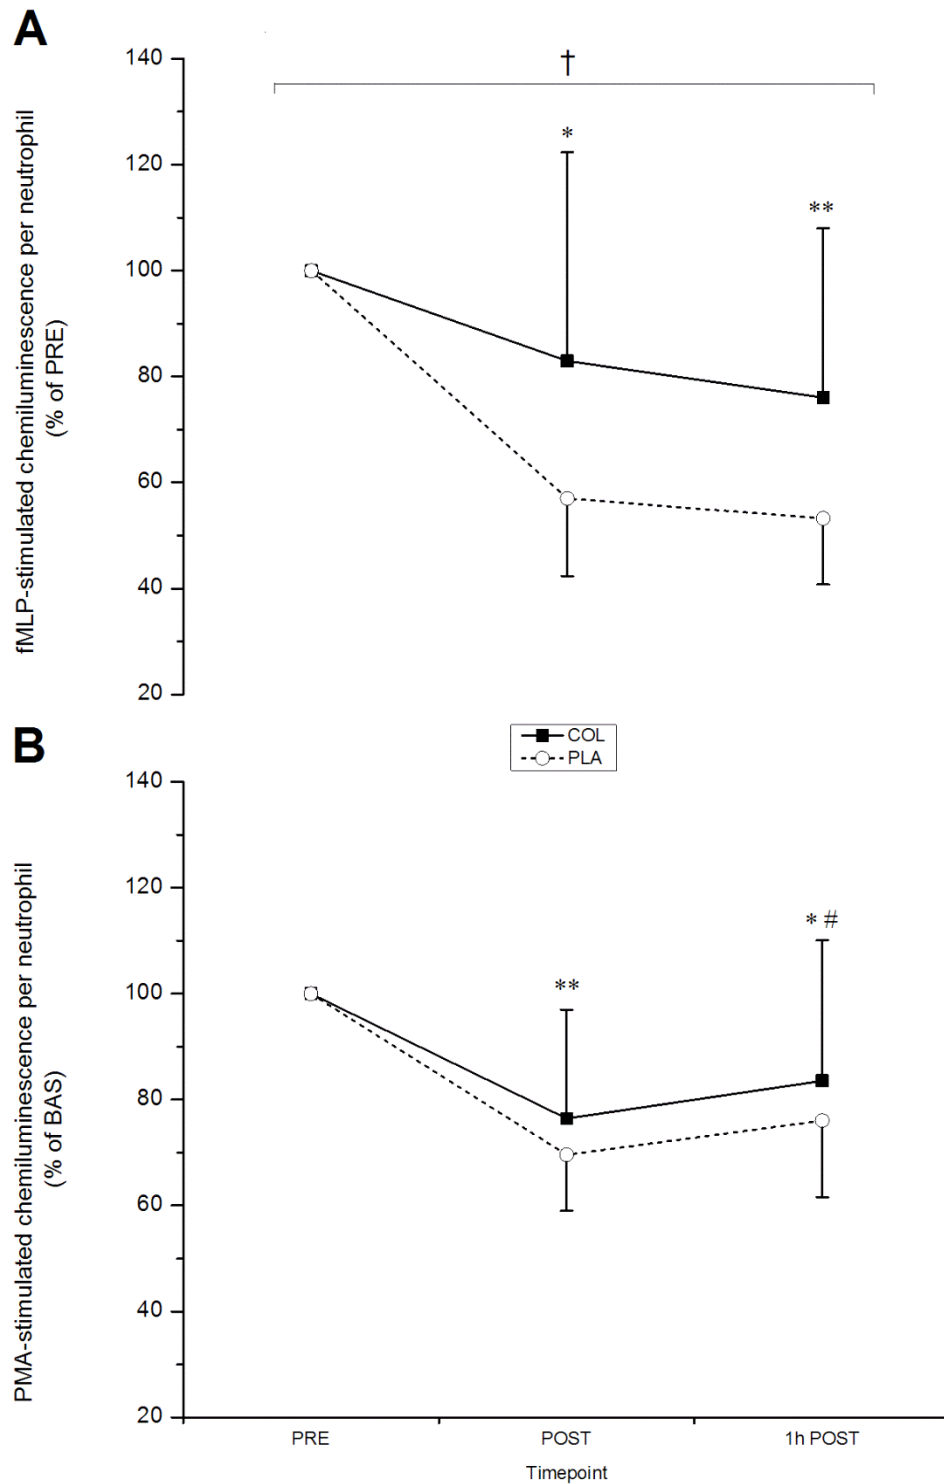 A
140
†
120
*
**
100
80
60
40
20
fMLP-stimulated chemiluminescence per neutrophil
(% of PRE)
B
COL
PLA
140
120
* #
**
100
80
60
40
20
PMA-stimulated chemiluminescence per neutrophil
(% of BAS)
PRE
POST
1h POST
Timepoint